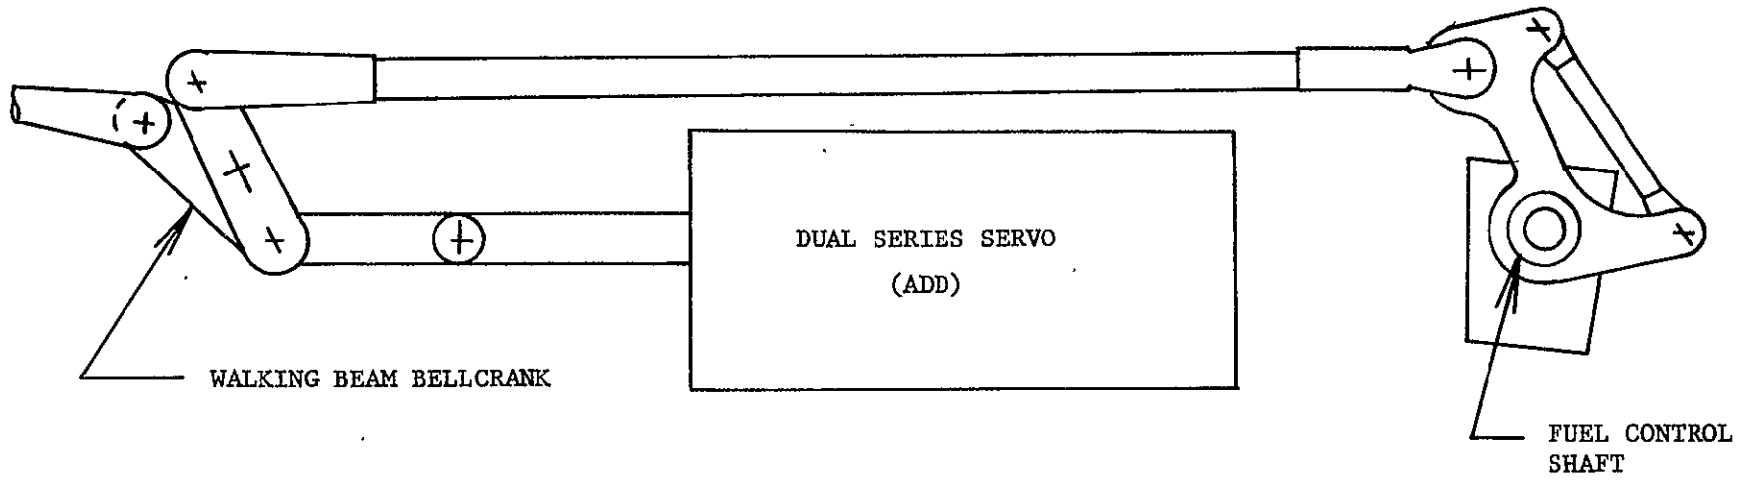 DUAL SERIES SERVO
(ADD)
WALKING BEAM BELLCRANK
FUEL CONTROL
SHAFT